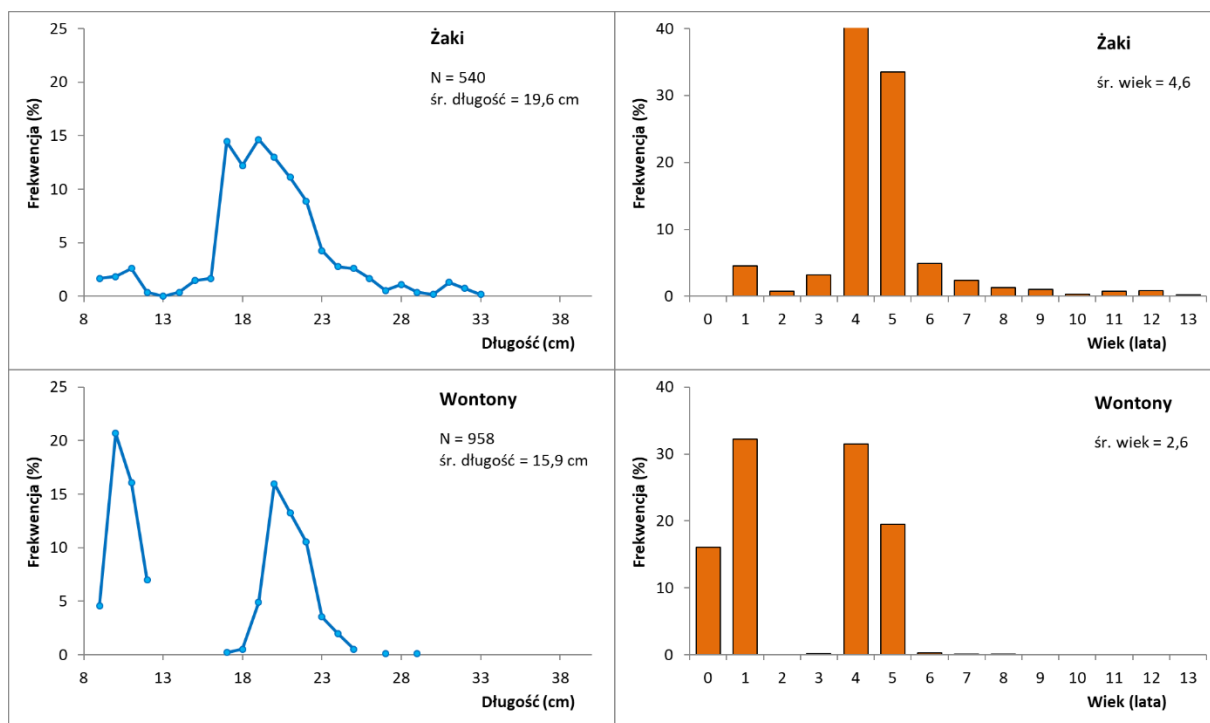 Żaki
N = 540
śr. długość = 19,6 cm
Frekwencja (%)
25
20
15
10
5
0
8 13 18 23 28 33 38
Długość (cm)
Żaki
śr. wiek = 4,6
Frekwencja (%)
40
30
20
10
0
0 1 2 3 4 5 6 7 8 9 10 11 12 13
Wiek (lata)
Wontony
N = 958
śr. długość = 15,9 cm
Frekwencja (%)
25
20
15
10
5
0
8 13 18 23 28 33 38
Długość (cm)
Wontony
śr. wiek = 2,6
Frekwencja (%)
40
30
20
10
0
0 1 2 3 4 5 6 7 8 9 10 11 12 13
Wiek (lata)